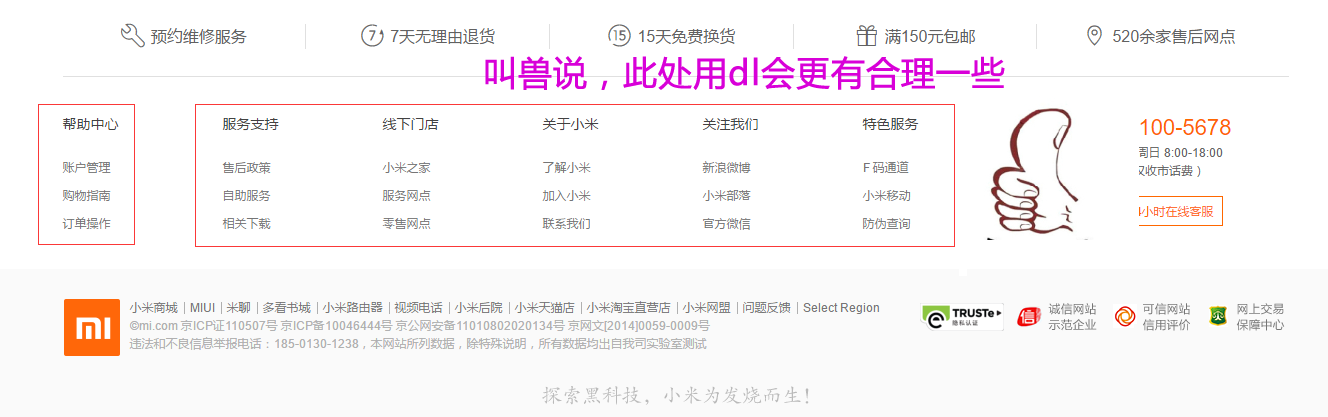 预约维修服务 7天无理由退货 15天免费换货 满150元包邮 520余家售后网点
叫兽说，此处用dl会更有合理一些
帮助中心 服务支持 线下门店 关于小米 关注我们 特色服务
100-5678
周日 8:00-18:00
账户管理 售后政策 小米之家 了解小米 新浪微博 F 码通道
仅收市话费）
购物指南 自助服务 服务网点 加入小米 小米部落 小米移动
小时在线客服
订单操作 相关下载 零售网点 联系我们 官方微信 防伪查询
小米商城｜MIUI｜米聊｜多看书城｜小米路由器｜视频电话｜小米后院｜小米天猫店｜小米淘宝直营店｜小米网盟｜问题反馈｜Select Region
©mi.com 京ICP证110507号 京ICP备10046444号 京公网安备11010802020134号 京网文[2014]0059-0009号
违法和不良信息举报电话：185-0130-1238，本网站所列数据，除特殊说明，所有数据均出自我司实验室测试
TRUSTe
隐私认证
诚信网站
示范企业
可信网站
信用评价
网上交易
保障中心
探索黑科技，小米为发烧而生！